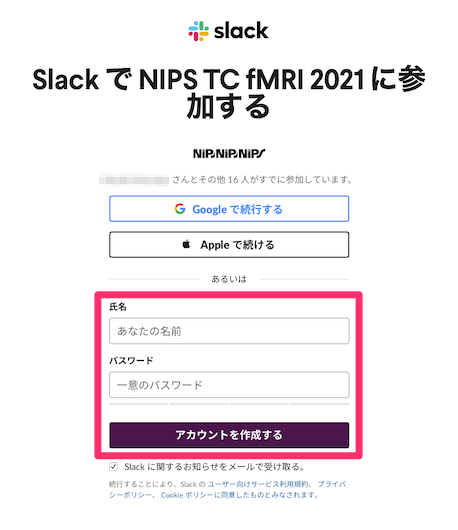 slack
Slack で NIPS TC fMRI 2021 に参
加する
NiPSNiPSNiPS
さんとその他 16 人がすでに参加しています。
Google で続行する
Apple で続ける
あるいは
氏名
あなたの名前
パスワード
一意のパスワード
アカウントを作成する
Slack に関するお知らせをメールで受け取る。
続行することにより、Slack の ユーザー向けサービス利用規約、 プライバ
シーポリシー、 Cookie ポリシーに同意したものとみなされます。